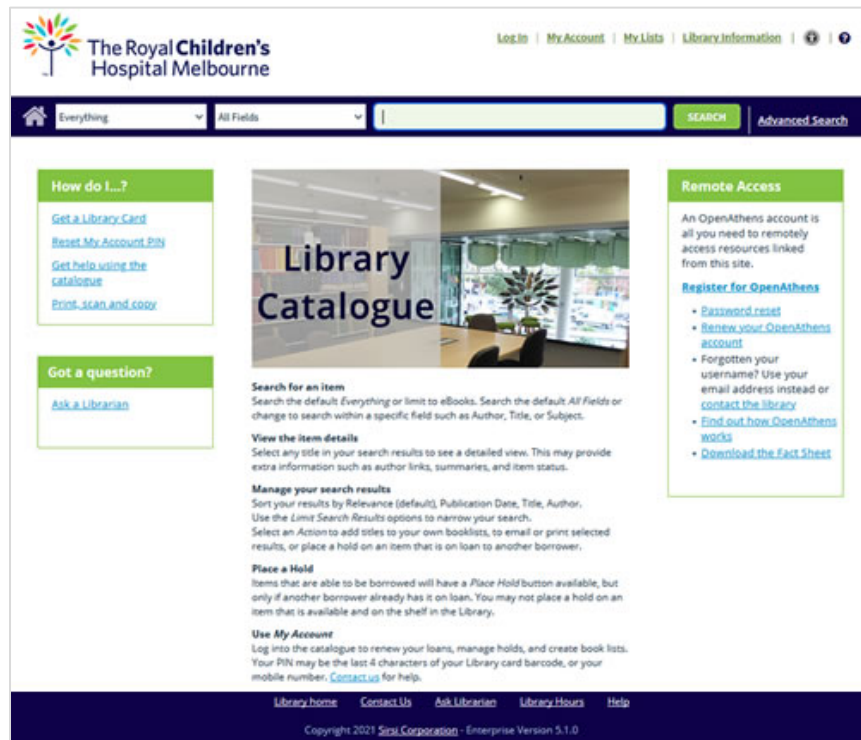 The Royal Children's
Hospital Melbourne
Log In | My Account | My Lists | Library Information | | ?
Everything
All Fields
SEARCH
Advanced Search
How do I...?
Get a Library Card
Reset My Account PIN
Get help using the
catalogue
Print, scan and copy
Got a question?
Ask a Librarian
Library
Catalogue
Search for an item
Search the default Everything or limit to eBooks. Search the default All Fields or
change to search within a specific field such as Author, Title, or Subject.
View the item details
Select any title in your search results to see a detailed view. This may provide
extra information such as author links, summaries, and item status.
Manage your search results
Sort your results by Relevance (default), Publication Date, Title, Author.
Use the Limit Search Results options to narrow your search.
Select an Action to add titles to your own booklists, to email or print selected
results, or place a hold on an item that is on loan to another borrower.
Place a Hold
Items that are able to be borrowed will have a Place Hold button available, but
only if another borrower already has it on loan. You may not place a hold on an
item that is available and on the shelf in the Library.
Use My Account
Log into the catalogue to renew your loans, manage holds, and create book lists.
Your PIN may be the last 4 characters of your Library card barcode, or your
mobile number. Contact us for help.
Remote Access
An OpenAthens account is
all you need to remotely
access resources linked
from this site.
Register for OpenAthens
• Password reset
• Renew your OpenAthens
account
• Forgotten your
username? Use your
email address instead or
contact the library
• Find out how OpenAthens
works
• Download the Fact Sheet
Library home
Contact Us
Ask Librarian
Library Hours
Help
Copyright 2021 Sirsi Corporation - Enterprise Version 5.1.0